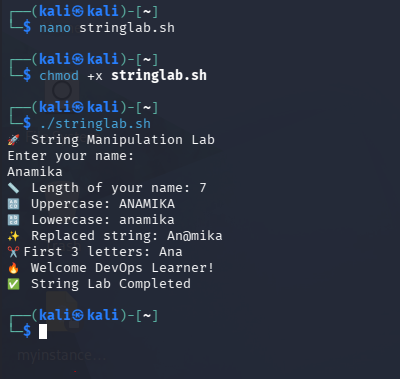 ┌──(kali㉿kali)-[~]
└─$ nano stringlab.sh
┌──(kali㉿kali)-[~]
└─$ chmod +x stringlab.sh
┌──(kali㉿kali)-[~]
└─$ ./stringlab.sh
🚀 String Manipulation Lab
Enter your name:
Anamika
📏 Length of your name: 7
🔠 Uppercase: ANAMIKA
🔡 Lowercase: anamika
✨ Replaced string: An@mika
✂️First 3 letters: Ana
🔥 Welcome DevOps Learner!
✅ String Lab Completed
┌──(kali㉿kali)-[~]
└─$
myinstance...